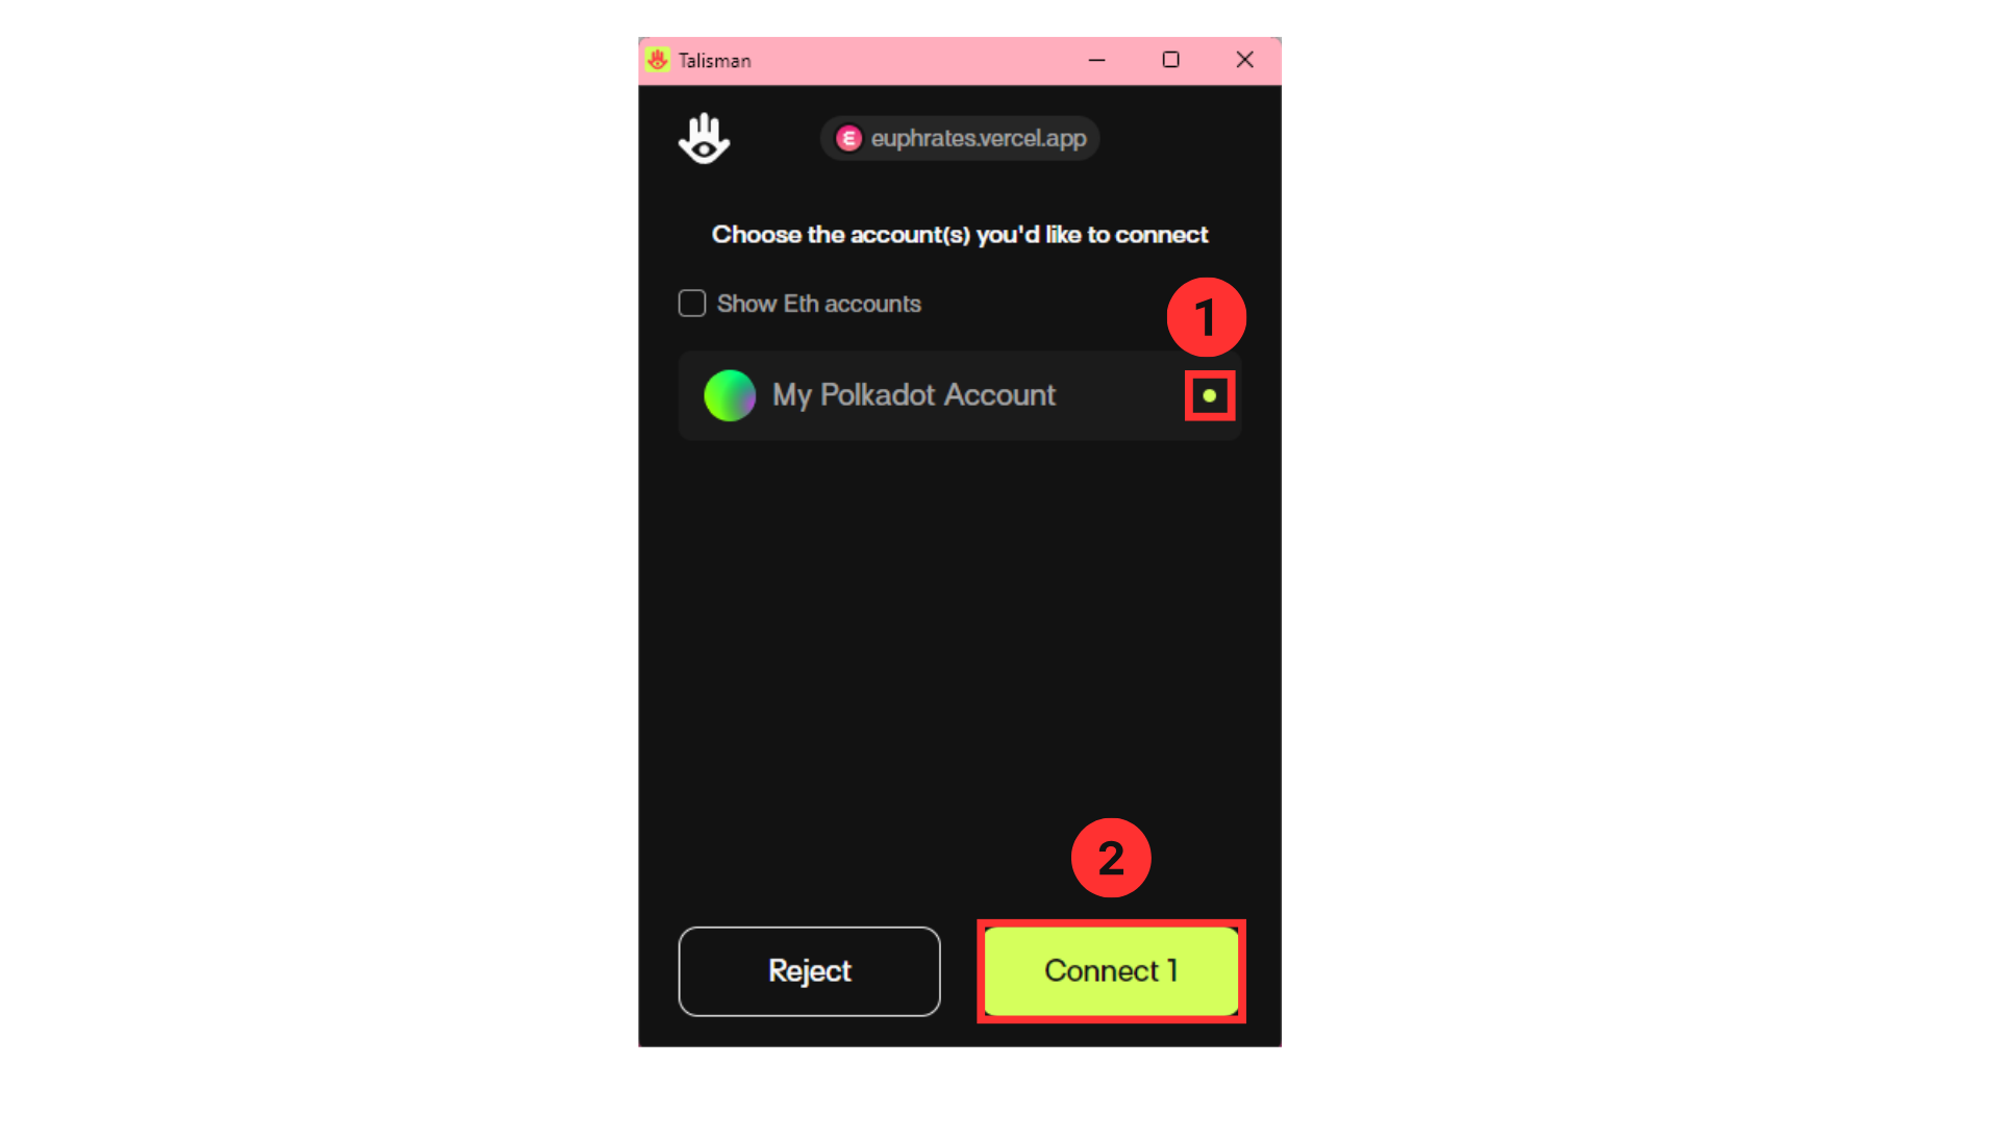 Talisman
euphrates.vercel.app
Choose the account(s) you'd like to connect
Show Eth accounts
1
My Polkadot Account
2
Reject
Connect 1